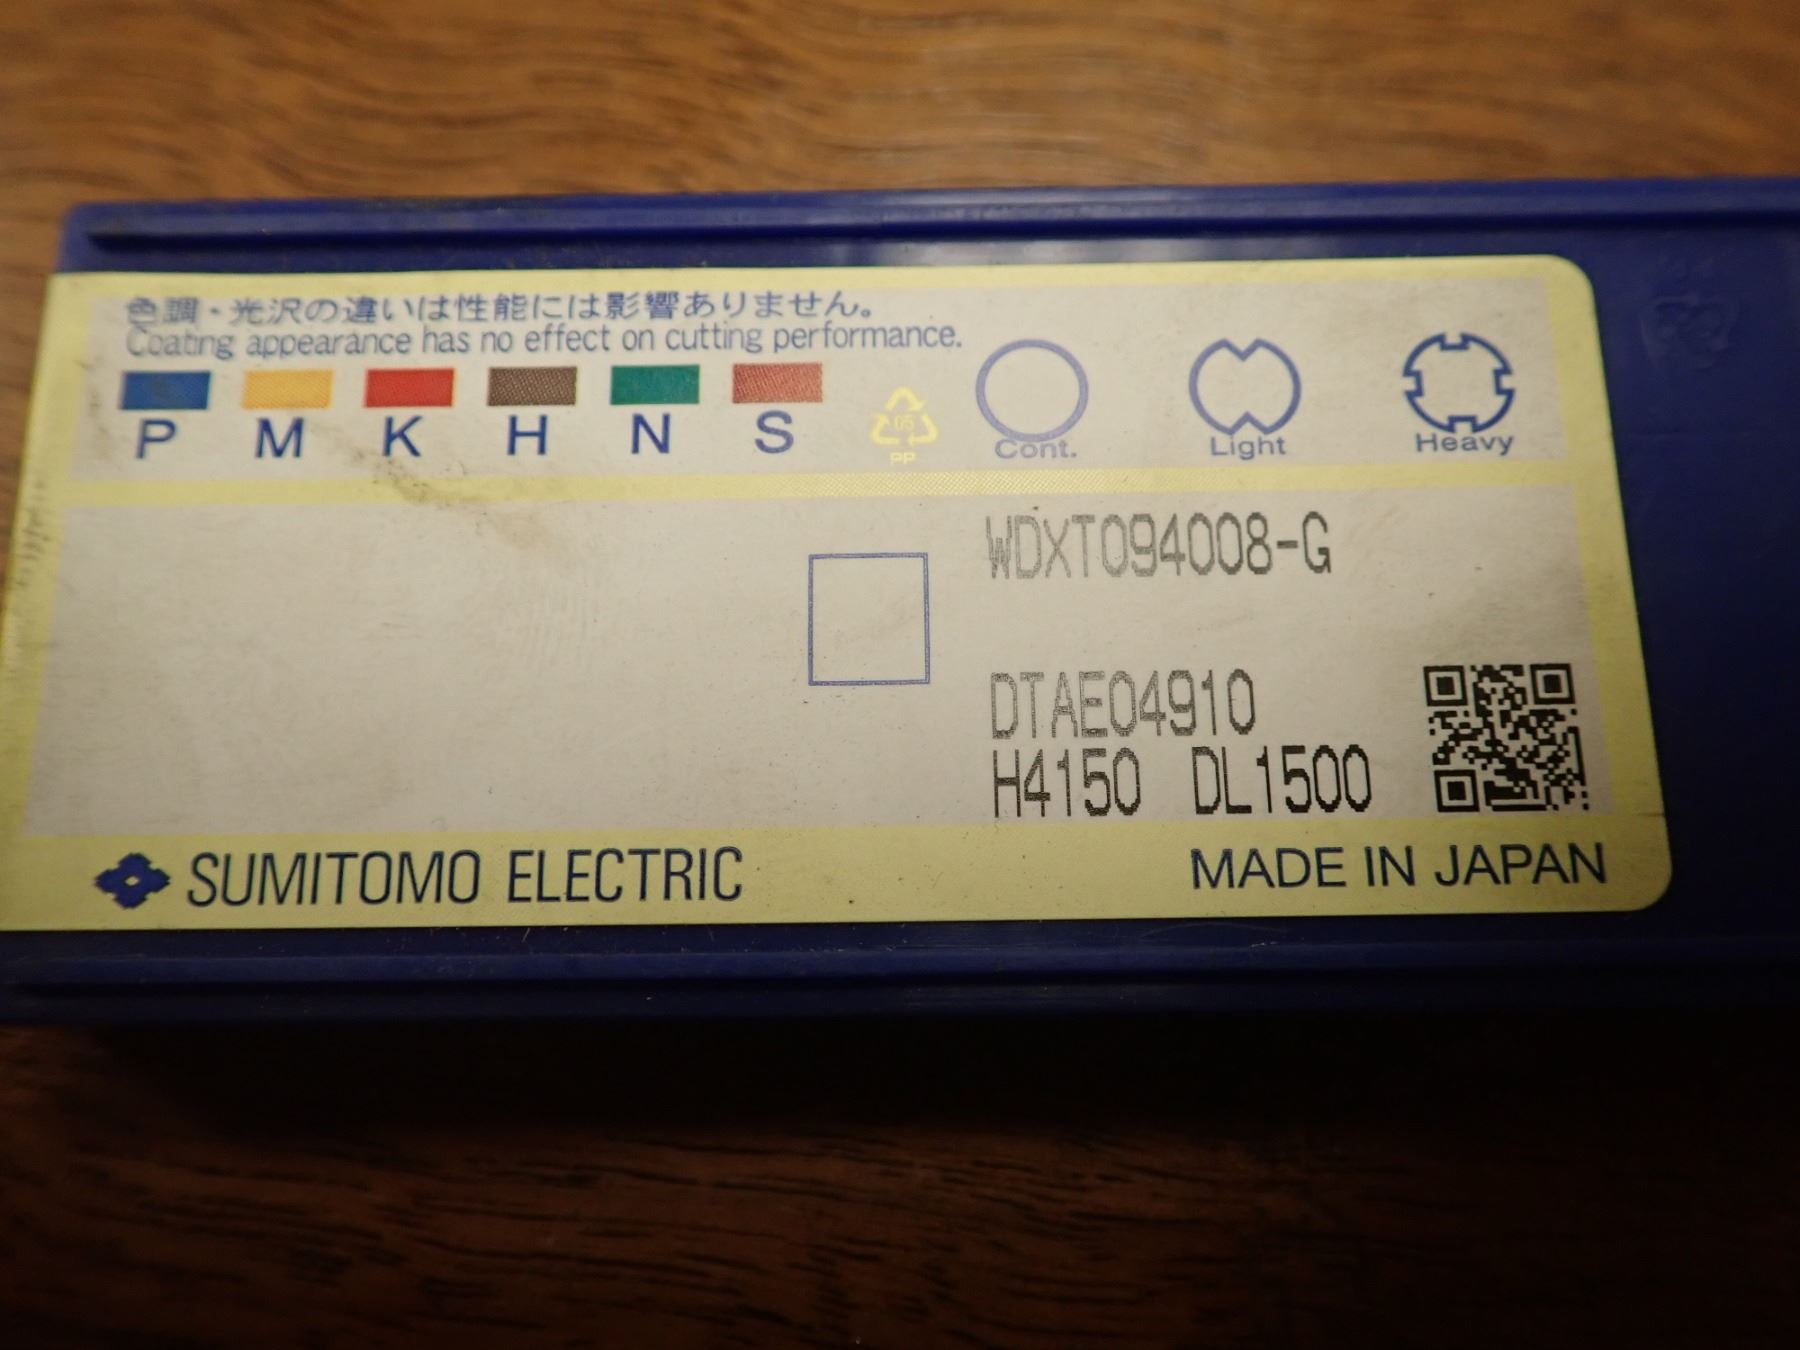 色調・光沢の違いは性能には影響ありません。
Coating appearance has no effect on cutting performance.
P M K H N S
05
PP
Cont. Light Heavy
WDXT094008-G
DTAE04910
H4150 DL1500
SUMITOMO ELECTRIC
MADE IN JAPAN